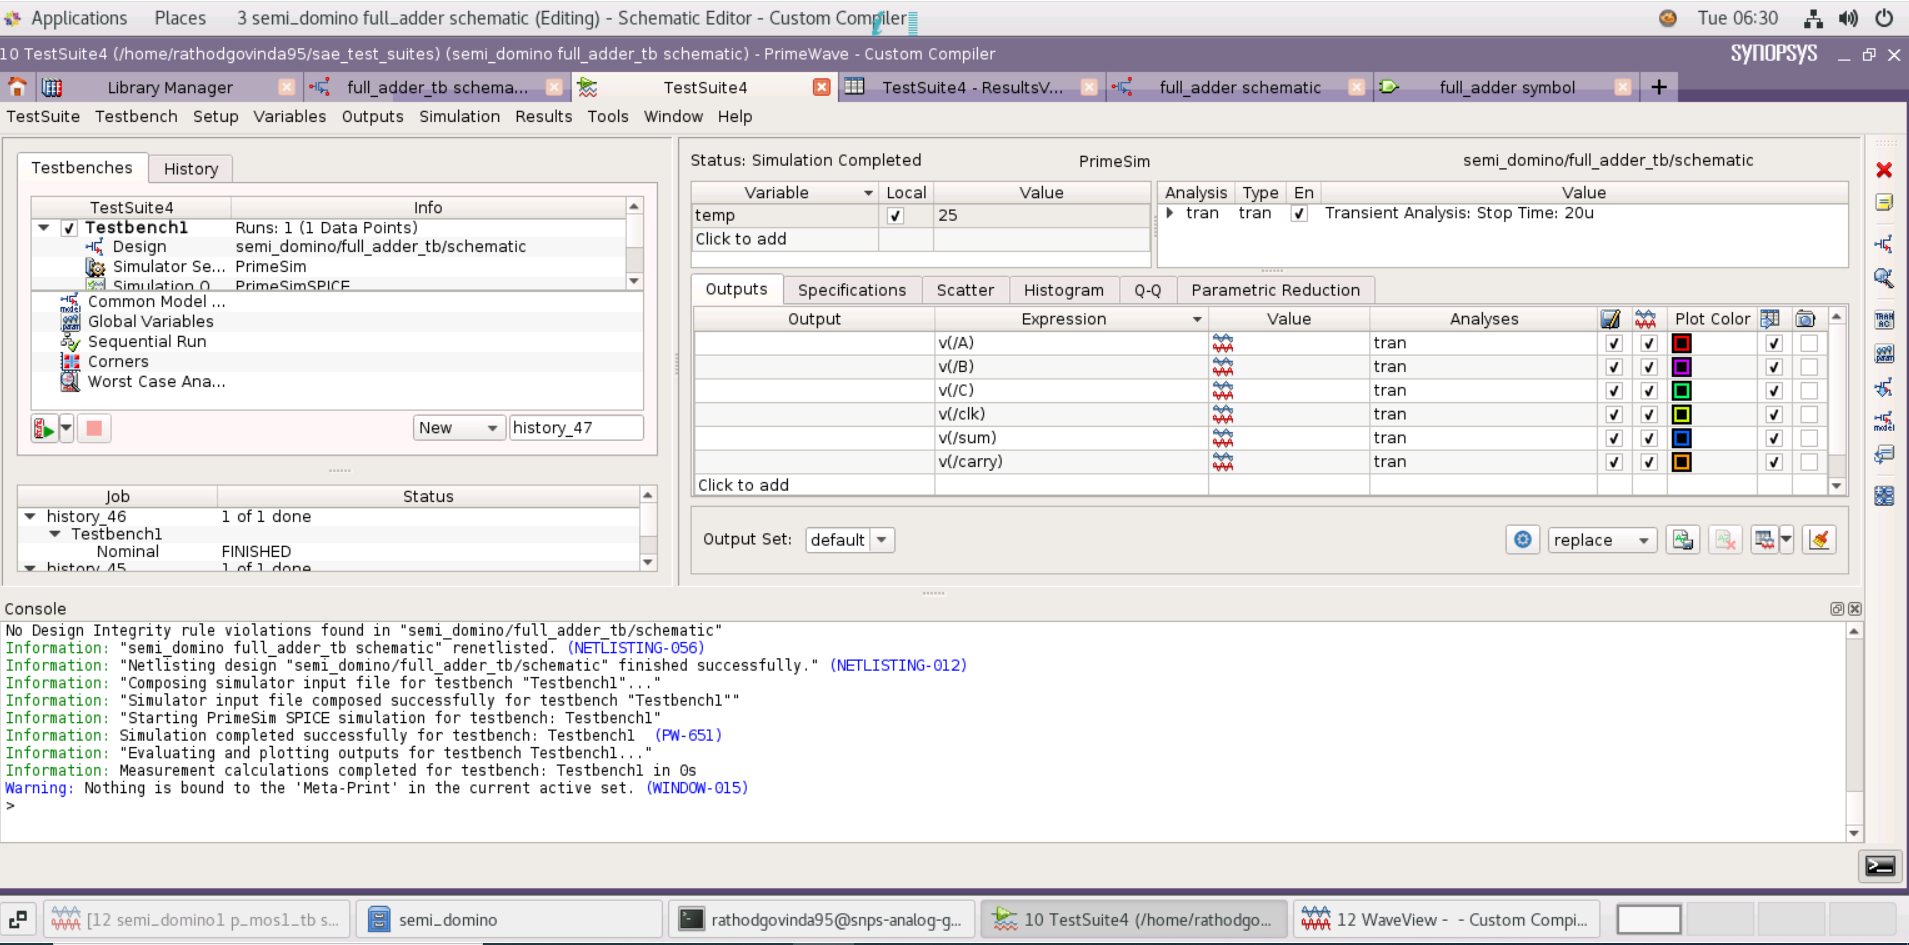 Applications Places 3 semi_domino full_adder schematic (Editing) - Schematic Editor - Custom Compiler Tue 06:30
10 TestSuite4 (/home/rathodgovinda95/sae_test_suites) (semi_domino full_adder_tb schematic) - PrimeWave - Custom Compiler SYNOPSYS
Library Manager full_adder_tb schema... TestSuite4 TestSuite4 - ResultsV... full_adder schematic full_adder symbol +
TestSuite Testbench Setup Variables Outputs Simulation Results Tools Window Help
Testbenches History
TestSuite4 Info
Testbench1 Runs: 1 (1 Data Points)
Design semi_domino/full_adder_tb/schematic
Simulator Se... PrimeSim
Simulation O... PrimeSimSPICE
Common Model ...
Global Variables
Sequential Run
Corners
Worst Case Ana...
New history_47
Job Status
history_46 1 of 1 done
Testbench1
Nominal FINISHED
history_45 1 of 1 done
Status: Simulation Completed PrimeSim semi_domino/full_adder_tb/schematic
Variable Local Value
temp 25
Click to add
Analysis Type En Value
tran tran Transient Analysis: Stop Time: 20u
Outputs Specifications Scatter Histogram Q-Q Parametric Reduction
Output Expression Value Analyses Plot Color
v(/A) tran
v(/B) tran
v(/C) tran
v(/clk) tran
v(/sum) tran
v(/carry) tran
Click to add
Output Set: default replace
Console
No Design Integrity rule violations found in "semi_domino/full_adder_tb/schematic"
Information: "semi_domino full_adder_tb schematic" renetlisted. (NETLISTING-056)
Information: "Netlisting design "semi_domino/full_adder_tb/schematic" finished successfully." (NETLISTING-012)
Information: "Composing simulator input file for testbench "Testbench1"..."
Information: "Simulator input file composed successfully for testbench "Testbench1""
Information: "Starting PrimeSim SPICE simulation for testbench: Testbench1"
Information: Simulation completed successfully for testbench: Testbench1 (PW-651)
Information: "Evaluating and plotting outputs for testbench Testbench1..."
Information: Measurement calculations completed for testbench: Testbench1 in 0s
Warning: Nothing is bound to the 'Meta-Print' in the current active set. (WINDOW-015)
>
[12 semi_domino1 p_mos1_tb s... semi_domino rathodgovinda95@snps-analog-g... 10 TestSuite4 (/home/rathodgo... 12 WaveView - - Custom Compi...